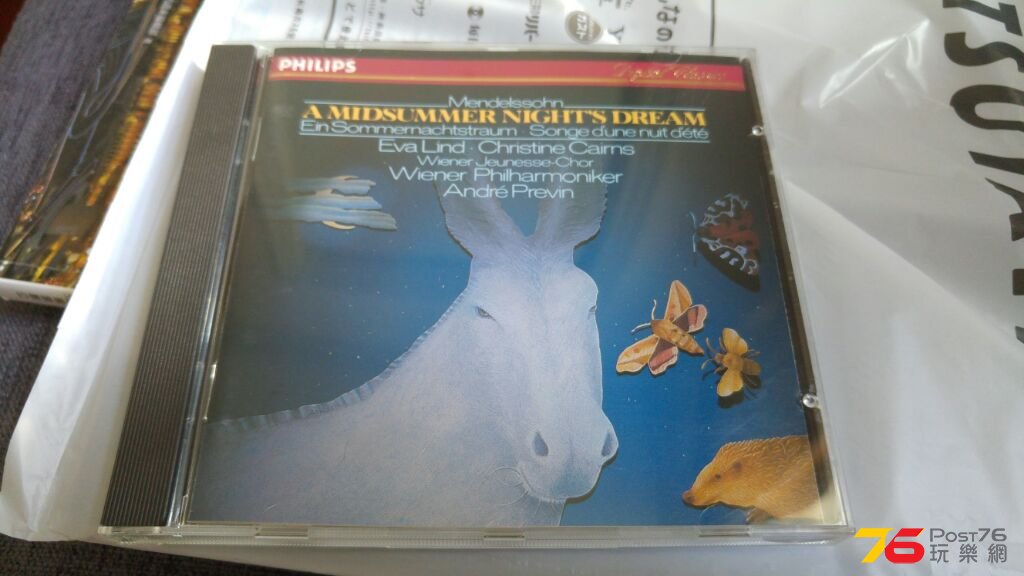 PHILIPS
Digital Classics
Mendelssohn
A MIDSUMMER NIGHT'S DREAM
Ein Sommernachtstraum · Songe d'une nuit d'été
Eva Lind · Christine Cairns
Wiener Jeunesse-Chor
Wiener Philharmoniker
André Previn
TSUTAYA
76 Post76
玩樂網